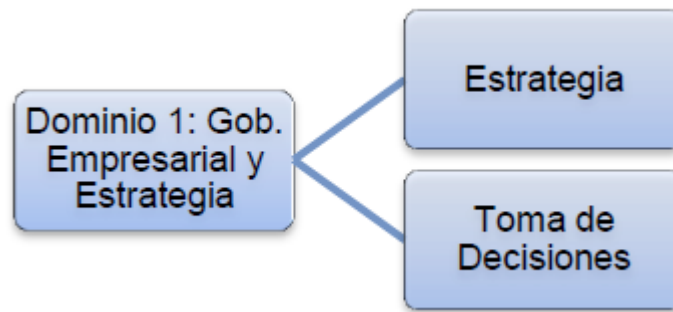 Dominio 1: Gob.
Empresarial y
Estrategia
Estrategia
Toma de
Decisiones